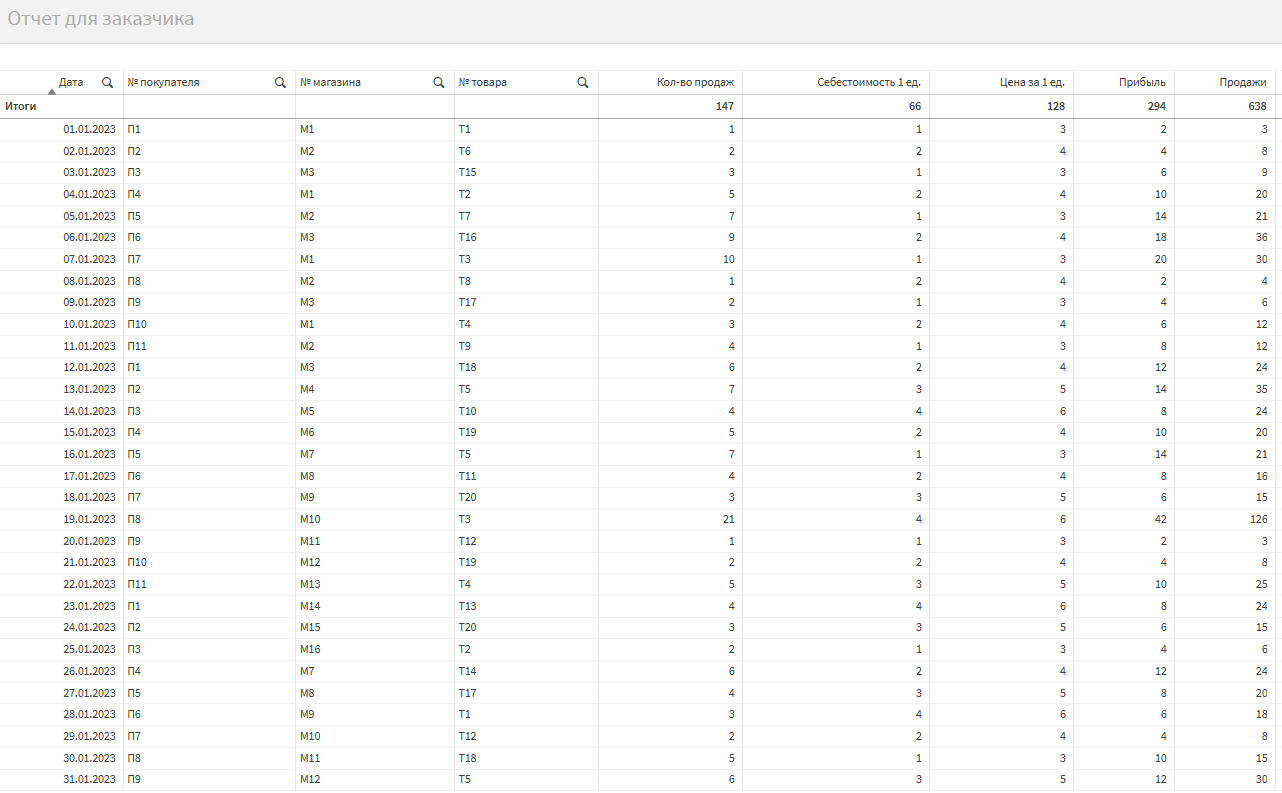 Отчет для заказчика
Дата № покупателя № магазина № товара Кол-во продаж Себестоимость 1 ед. Цена за 1 ед. Прибыль Продажи
Итоги 147 66 128 294 638
01.01.2023 П1 М1 Т1 1 1 3 2 3
02.01.2023 П2 М2 Т6 2 2 4 4 8
03.01.2023 П3 М3 Т15 3 1 3 6 9
04.01.2023 П4 М1 Т2 5 2 4 10 20
05.01.2023 П5 М2 Т7 7 1 3 14 21
06.01.2023 П6 М3 Т16 9 2 4 18 36
07.01.2023 П7 М1 Т3 10 1 3 20 30
08.01.2023 П8 М2 Т8 1 2 4 2 4
09.01.2023 П9 М3 Т17 2 1 3 4 6
10.01.2023 П10 М1 Т4 3 2 4 6 12
11.01.2023 П11 М2 Т9 4 1 3 8 12
12.01.2023 П1 М3 Т18 6 2 4 12 24
13.01.2023 П2 М4 Т5 7 3 5 14 35
14.01.2023 П3 М5 Т10 4 4 6 8 24
15.01.2023 П4 М6 Т19 5 2 4 10 20
16.01.2023 П5 М7 Т5 7 1 3 14 21
17.01.2023 П6 М8 Т11 4 2 4 8 16
18.01.2023 П7 М9 Т20 3 3 5 6 15
19.01.2023 П8 М10 Т3 21 4 6 42 126
20.01.2023 П9 М11 Т12 1 1 3 2 3
21.01.2023 П10 М12 Т19 2 2 4 4 8
22.01.2023 П11 М13 Т4 5 3 5 10 25
23.01.2023 П1 М14 Т13 4 4 6 8 24
24.01.2023 П2 М15 Т20 3 3 5 6 15
25.01.2023 П3 М16 Т2 2 1 3 4 6
26.01.2023 П4 М7 Т14 6 2 4 12 24
27.01.2023 П5 М8 Т17 4 3 5 8 20
28.01.2023 П6 М9 Т1 3 4 6 6 18
29.01.2023 П7 М10 Т12 2 2 4 4 8
30.01.2023 П8 М11 Т18 5 1 3 10 15
31.01.2023 П9 М12 Т5 6 3 5 12 30